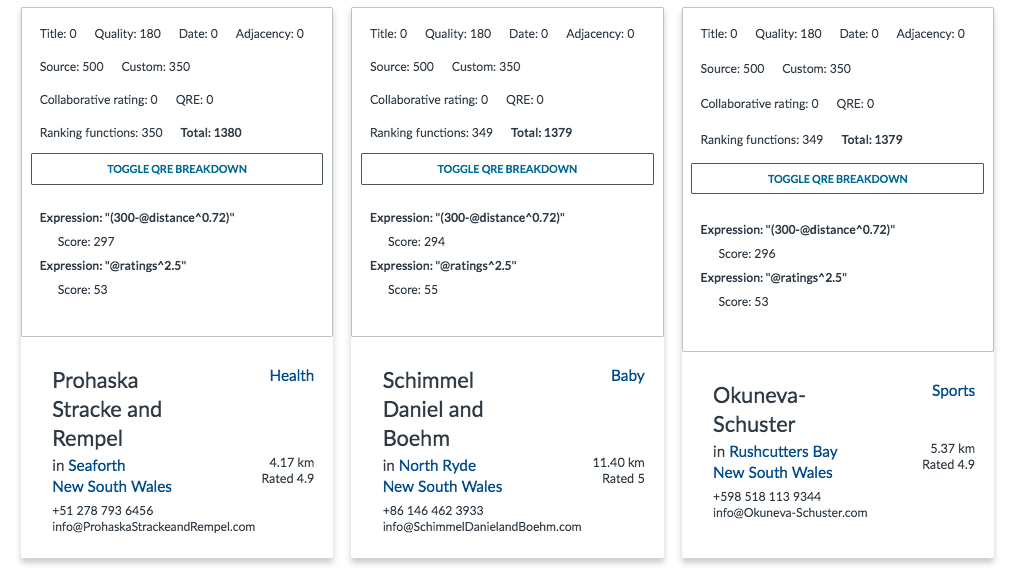 Title: 0 Quality: 180 Date: 0 Adjacency: 0
Source: 500 Custom: 350
Collaborative rating: 0 QRE: 0
Ranking functions: 350 Total: 1380
TOGGLE QRE BREAKDOWN
Expression: "(300-@distance^0.72)"
Score: 297
Expression: "@ratings^2.5"
Score: 53
Prohaska
Stracke and
Rempel
Health
in Seaforth
New South Wales
4.17 km
Rated 4.9
+51 278 793 6456
info@ProhaskaStrackeandRempel.com
Title: 0 Quality: 180 Date: 0 Adjacency: 0
Source: 500 Custom: 350
Collaborative rating: 0 QRE: 0
Ranking functions: 349 Total: 1379
TOGGLE QRE BREAKDOWN
Expression: "(300-@distance^0.72)"
Score: 294
Expression: "@ratings^2.5"
Score: 55
Schimmel
Daniel and
Boehm
Baby
in North Ryde
New South Wales
11.40 km
Rated 5
+86 146 462 3933
info@SchimmelDanielandBoehm.com
Title: 0 Quality: 180 Date: 0 Adjacency: 0
Source: 500 Custom: 350
Collaborative rating: 0 QRE: 0
Ranking functions: 349 Total: 1379
TOGGLE QRE BREAKDOWN
Expression: "(300-@distance^0.72)"
Score: 296
Expression: "@ratings^2.5"
Score: 53
Okuneva-
Schuster
Sports
in Rushcutters Bay
New South Wales
5.37 km
Rated 4.9
+598 518 113 9344
info@Okuneva-Schuster.com